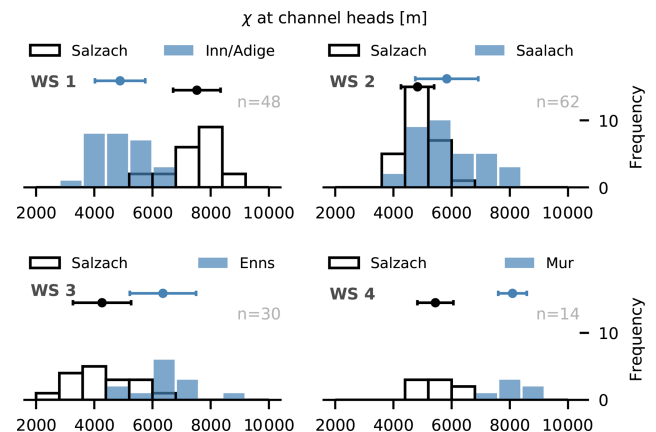 χ at channel heads [m]
Salzach Inn/Adige Salzach Saalach
WS 1 WS 2
n=48 n=62
10
0
Frequency
2000 4000 6000 8000 10000 2000 4000 6000 8000 10000
Salzach Enns Salzach Mur
WS 3 WS 4
n=30 n=14
10
0
Frequency
2000 4000 6000 8000 10000 2000 4000 6000 8000 10000